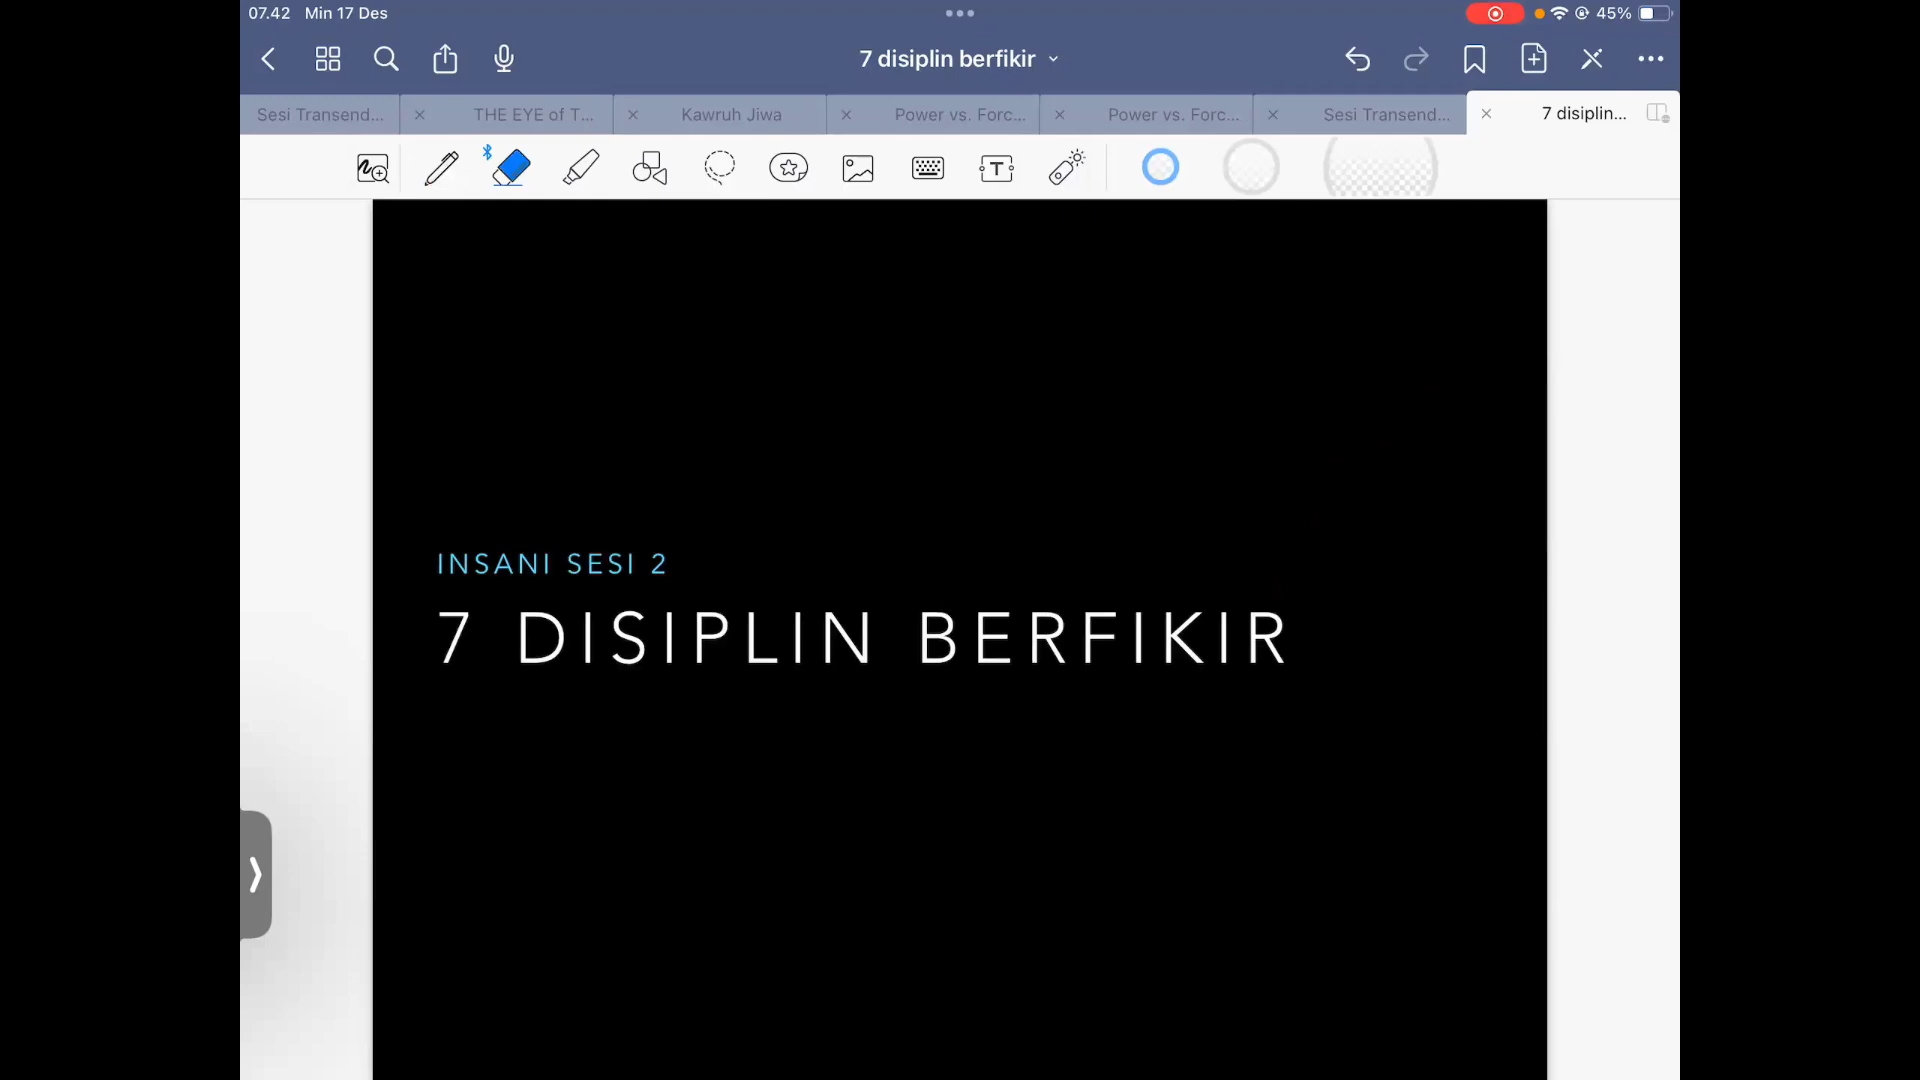 07.42 Min 17 Des
45%
7 disiplin berfikir
Sesi Transend...
THE EYE of T...
Kawruh Jiwa
Power vs. Forc...
Power vs. Forc...
Sesi Transend...
7 disiplin...
T
INSANI SESI 2
7 DISIPLIN BERFIKIR